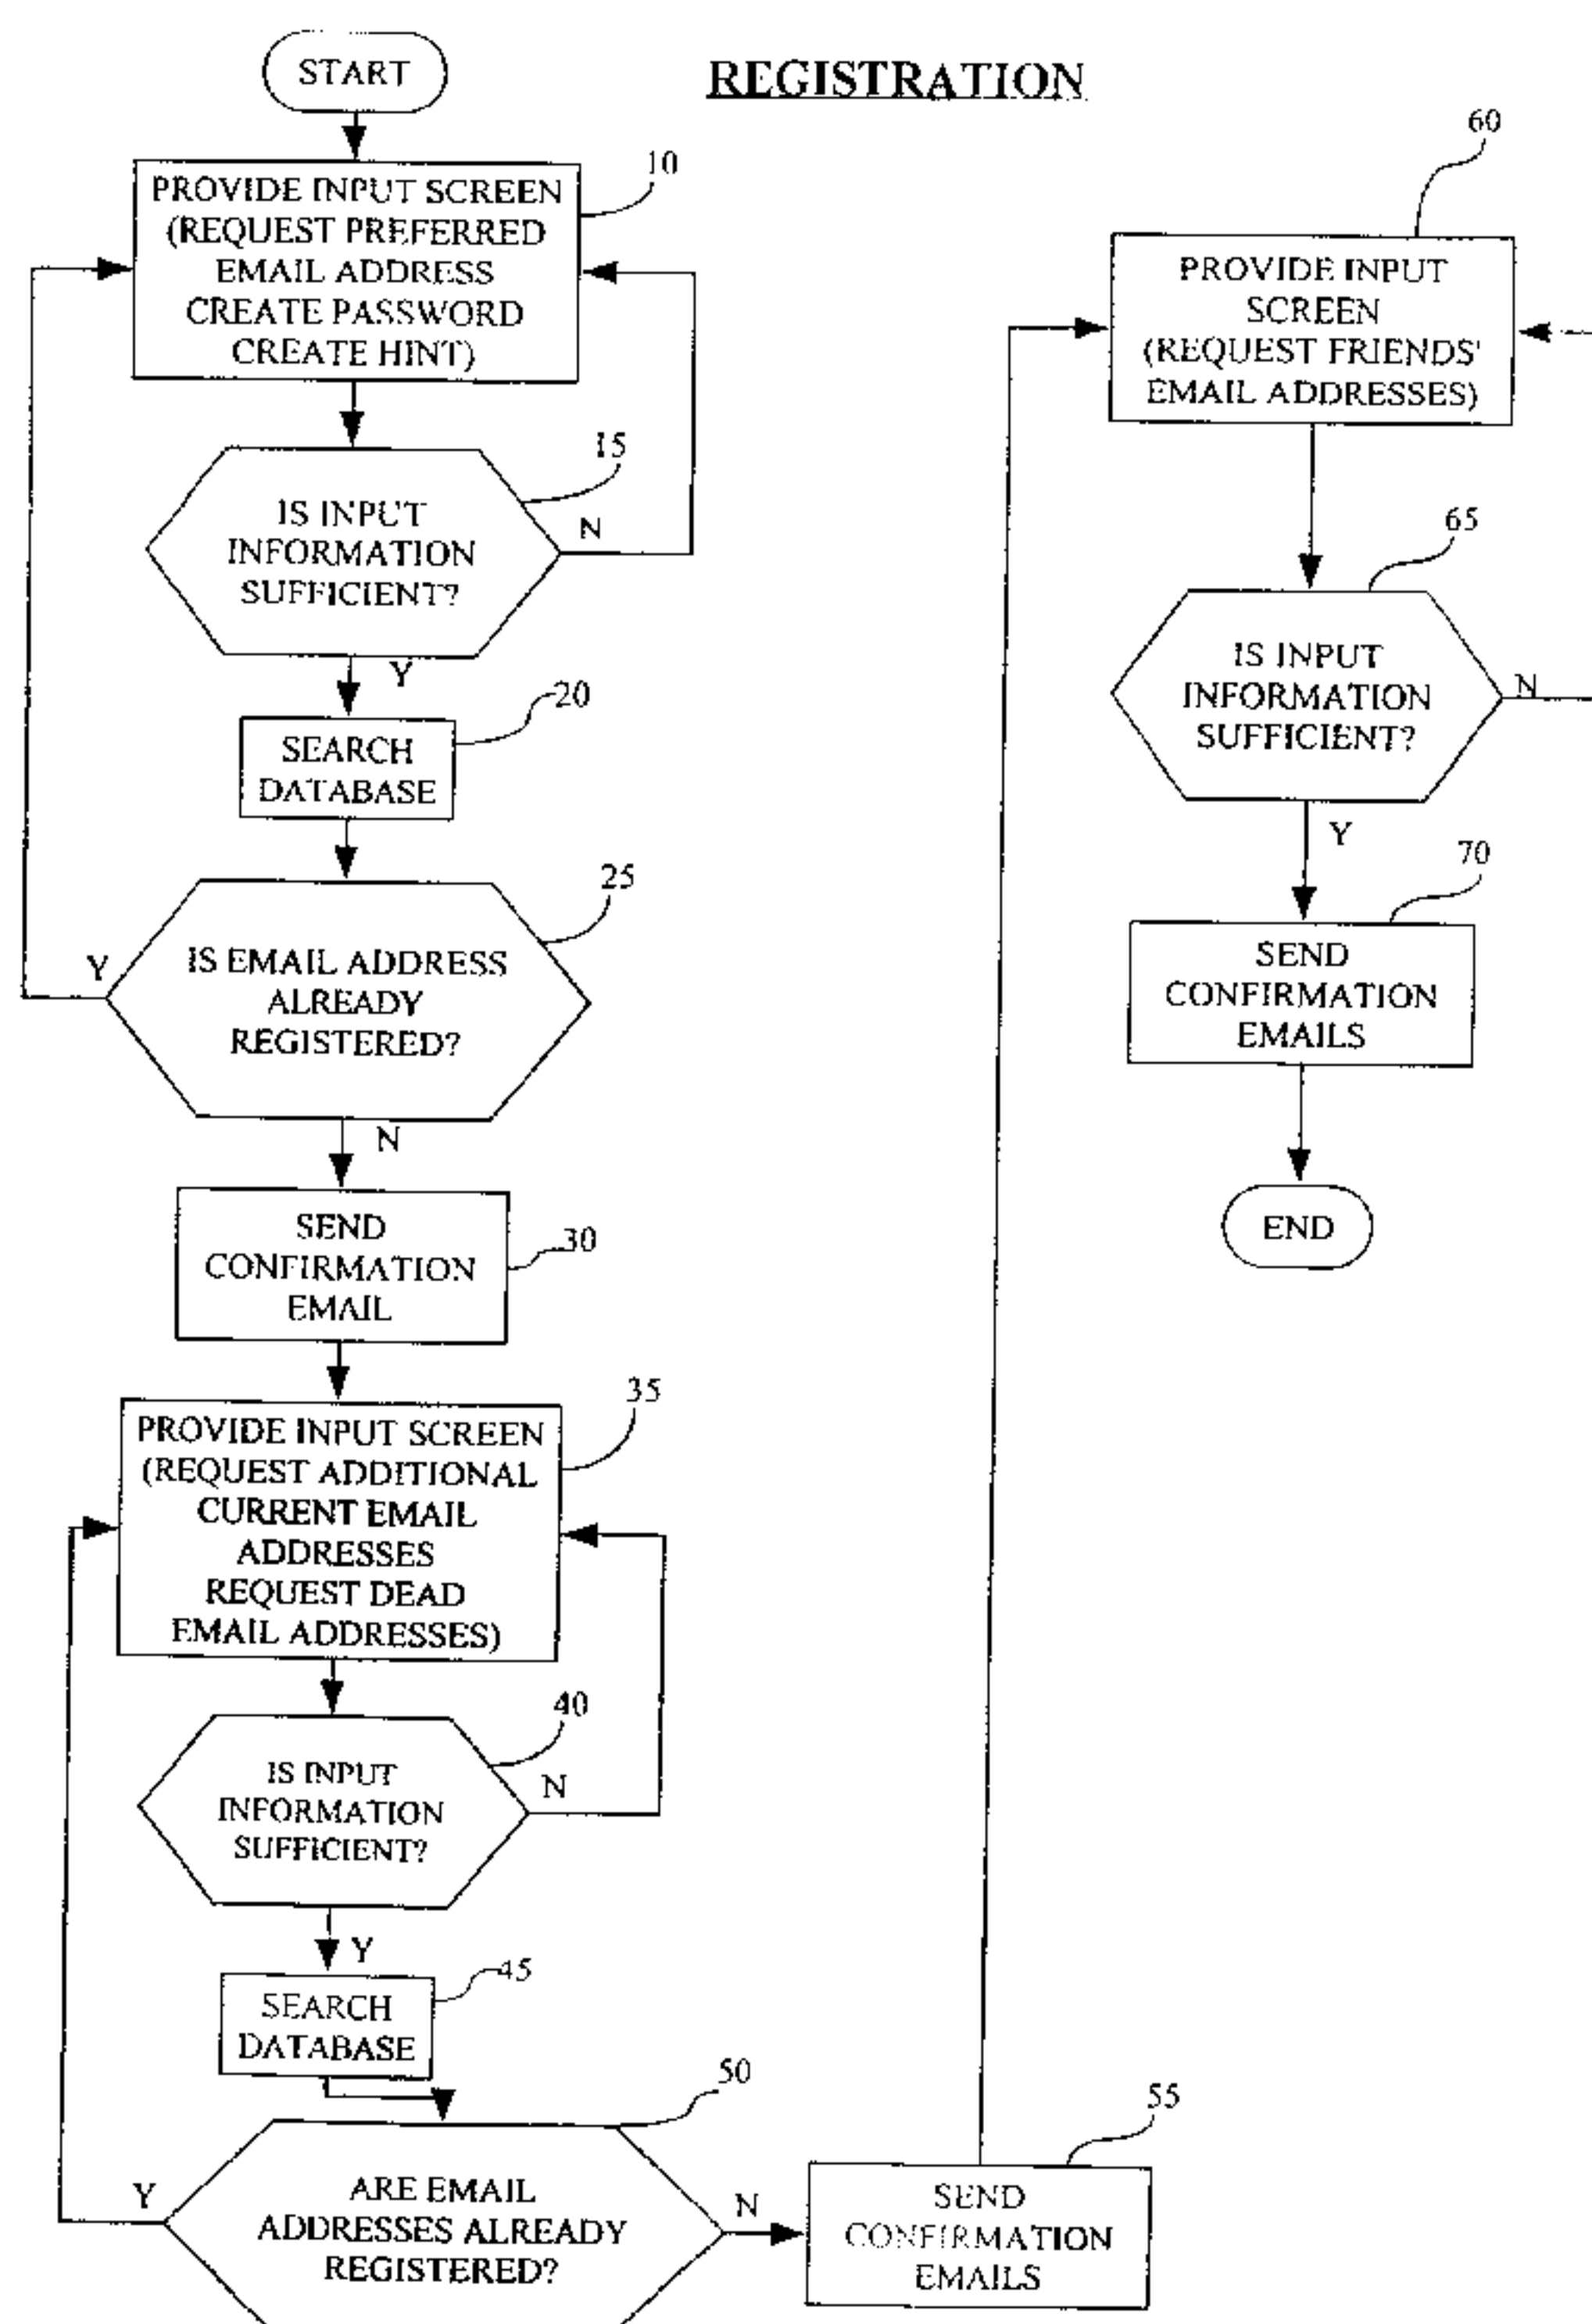 START
REGISTRATION
10
PROVIDE INPUT SCREEN
(REQUEST PREFERRED
EMAIL ADDRESS
CREATE PASSWORD
CREATE HINT)
15
IS INPUT
INFORMATION
SUFFICIENT?
N
Y
20
SEARCH
DATABASE
25
IS EMAIL ADDRESS
ALREADY
REGISTERED?
Y
N
30
SEND
CONFIRMATION
EMAIL
35
PROVIDE INPUT SCREEN
(REQUEST ADDITIONAL
CURRENT EMAIL
ADDRESSES
REQUEST DEAD
EMAIL ADDRESSES)
40
IS INPUT
INFORMATION
SUFFICIENT?
N
Y
45
SEARCH
DATABASE
50
ARE EMAIL
ADDRESSES ALREADY
REGISTERED?
Y
N
55
SEND
CONFIRMATION
EMAILS
60
PROVIDE INPUT
SCREEN
(REQUEST FRIENDS'
EMAIL ADDRESSES)
65
IS INPUT
INFORMATION
SUFFICIENT?
N
Y
70
SEND
CONFIRMATION
EMAILS
END